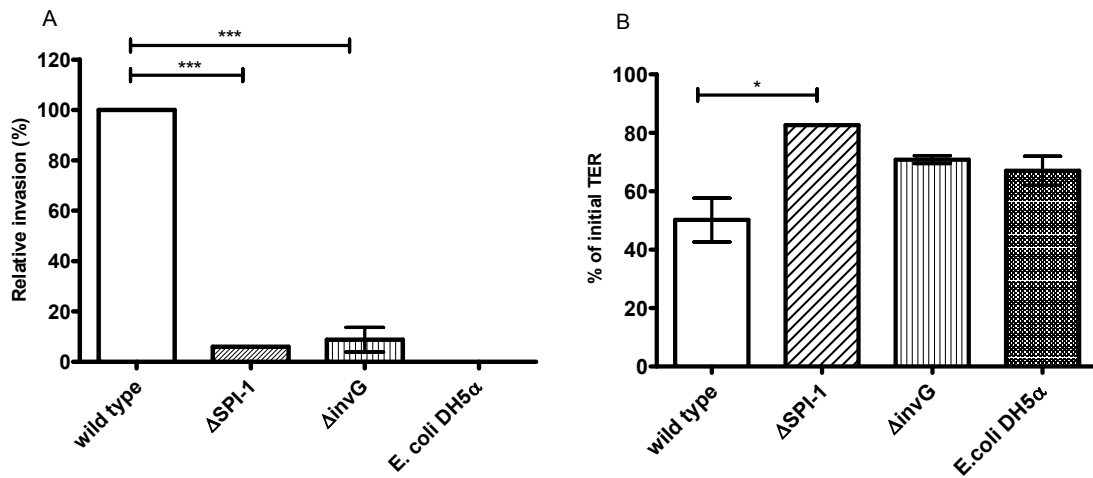 A
***
***
Relative invasion (%)
120
100
80
60
40
20
0
wild type
ΔSPI-1
ΔinvG
E. coli DH5α
B
*
% of initial TER
100
80
60
40
20
0
wild type
ΔSPI-1
ΔinvG
E.coli DH5α